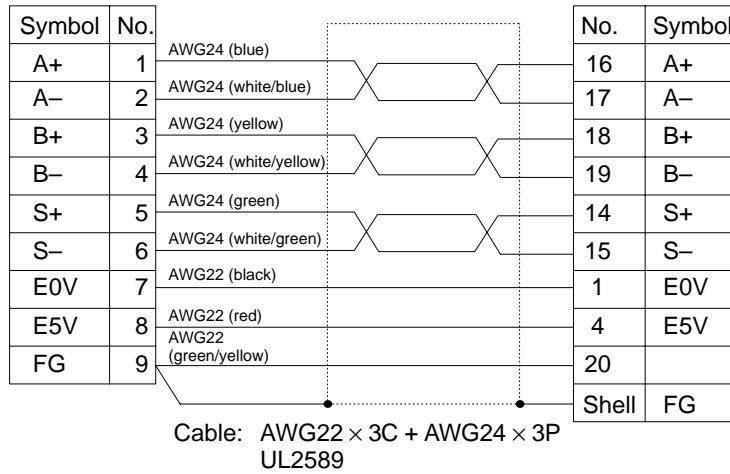 Symbol No. No. Symbol
A+ 1 AWG24 (blue) 16 A+
A– 2 AWG24 (white/blue) 17 A–
B+ 3 AWG24 (yellow) 18 B+
B– 4 AWG24 (white/yellow) 19 B–
S+ 5 AWG24 (green) 14 S+
S– 6 AWG24 (white/green) 15 S–
E0V 7 AWG22 (black) 1 E0V
E5V 8 AWG22 (red) 4 E5V
FG 9 AWG22 20
(green/yellow)
Shell FG
Cable: AWG22 × 3C + AWG24 × 3P
UL2589